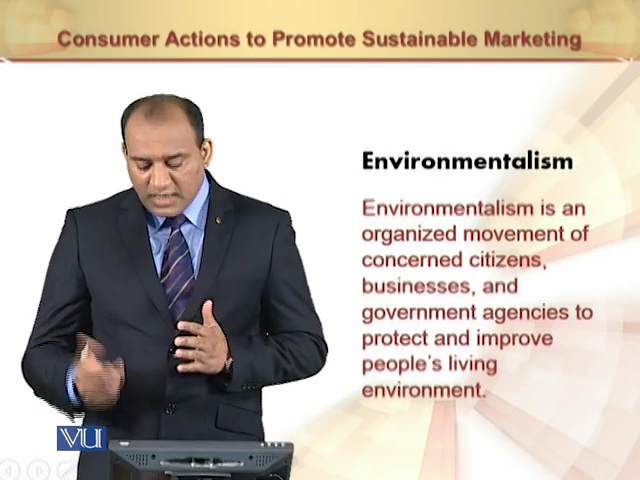 Consumer Actions to Promote Sustainable Marketing
Environmentalism
Environmentalism is an
organized movement of
concerned citizens,
businesses, and
government agencies to
protect and improve
people's living
environment.
VU